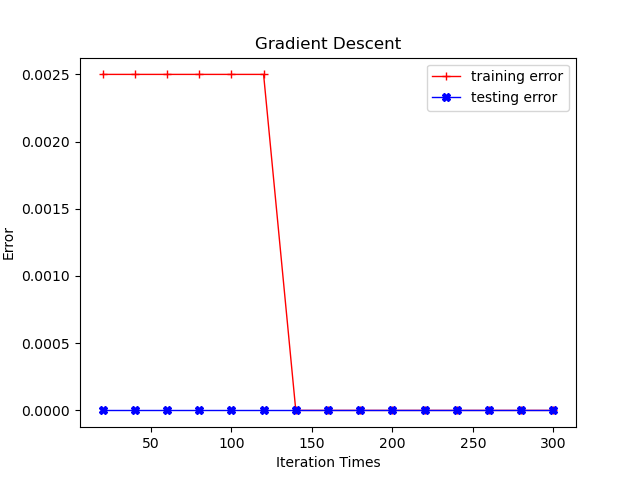 Gradient Descent
training error
testing error
0.0025
0.0020
0.0015
0.0010
0.0005
0.0000
Error
50 100 150 200 250 300
Iteration Times